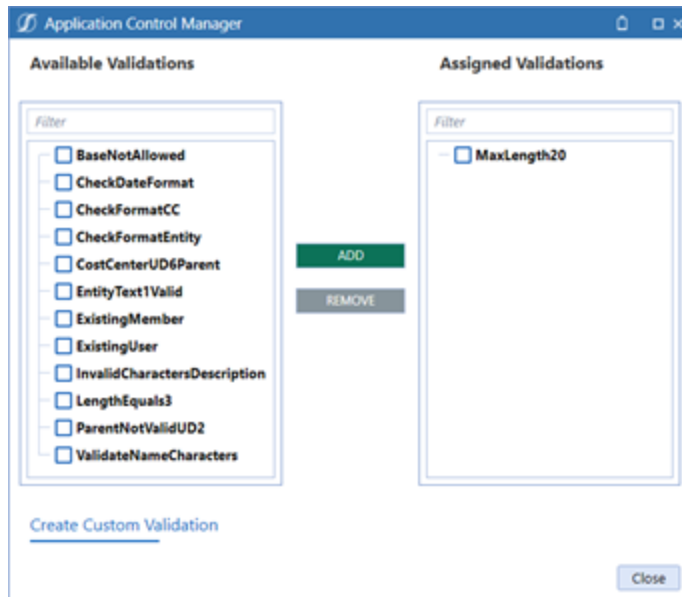 Application Control Manager
Available Validations
Assigned Validations
Filter
Filter
BaseNotAllowed
CheckDateFormat
CheckFormatCC
CheckFormatEntity
CostCenterUD6Parent
EntityText1Valid
ExistingMember
ExistingUser
InvalidCharactersDescription
LengthEquals3
ParentNotValidUD2
ValidateNameCharacters
ADD
REMOVE
MaxLength20
Create Custom Validation
Close